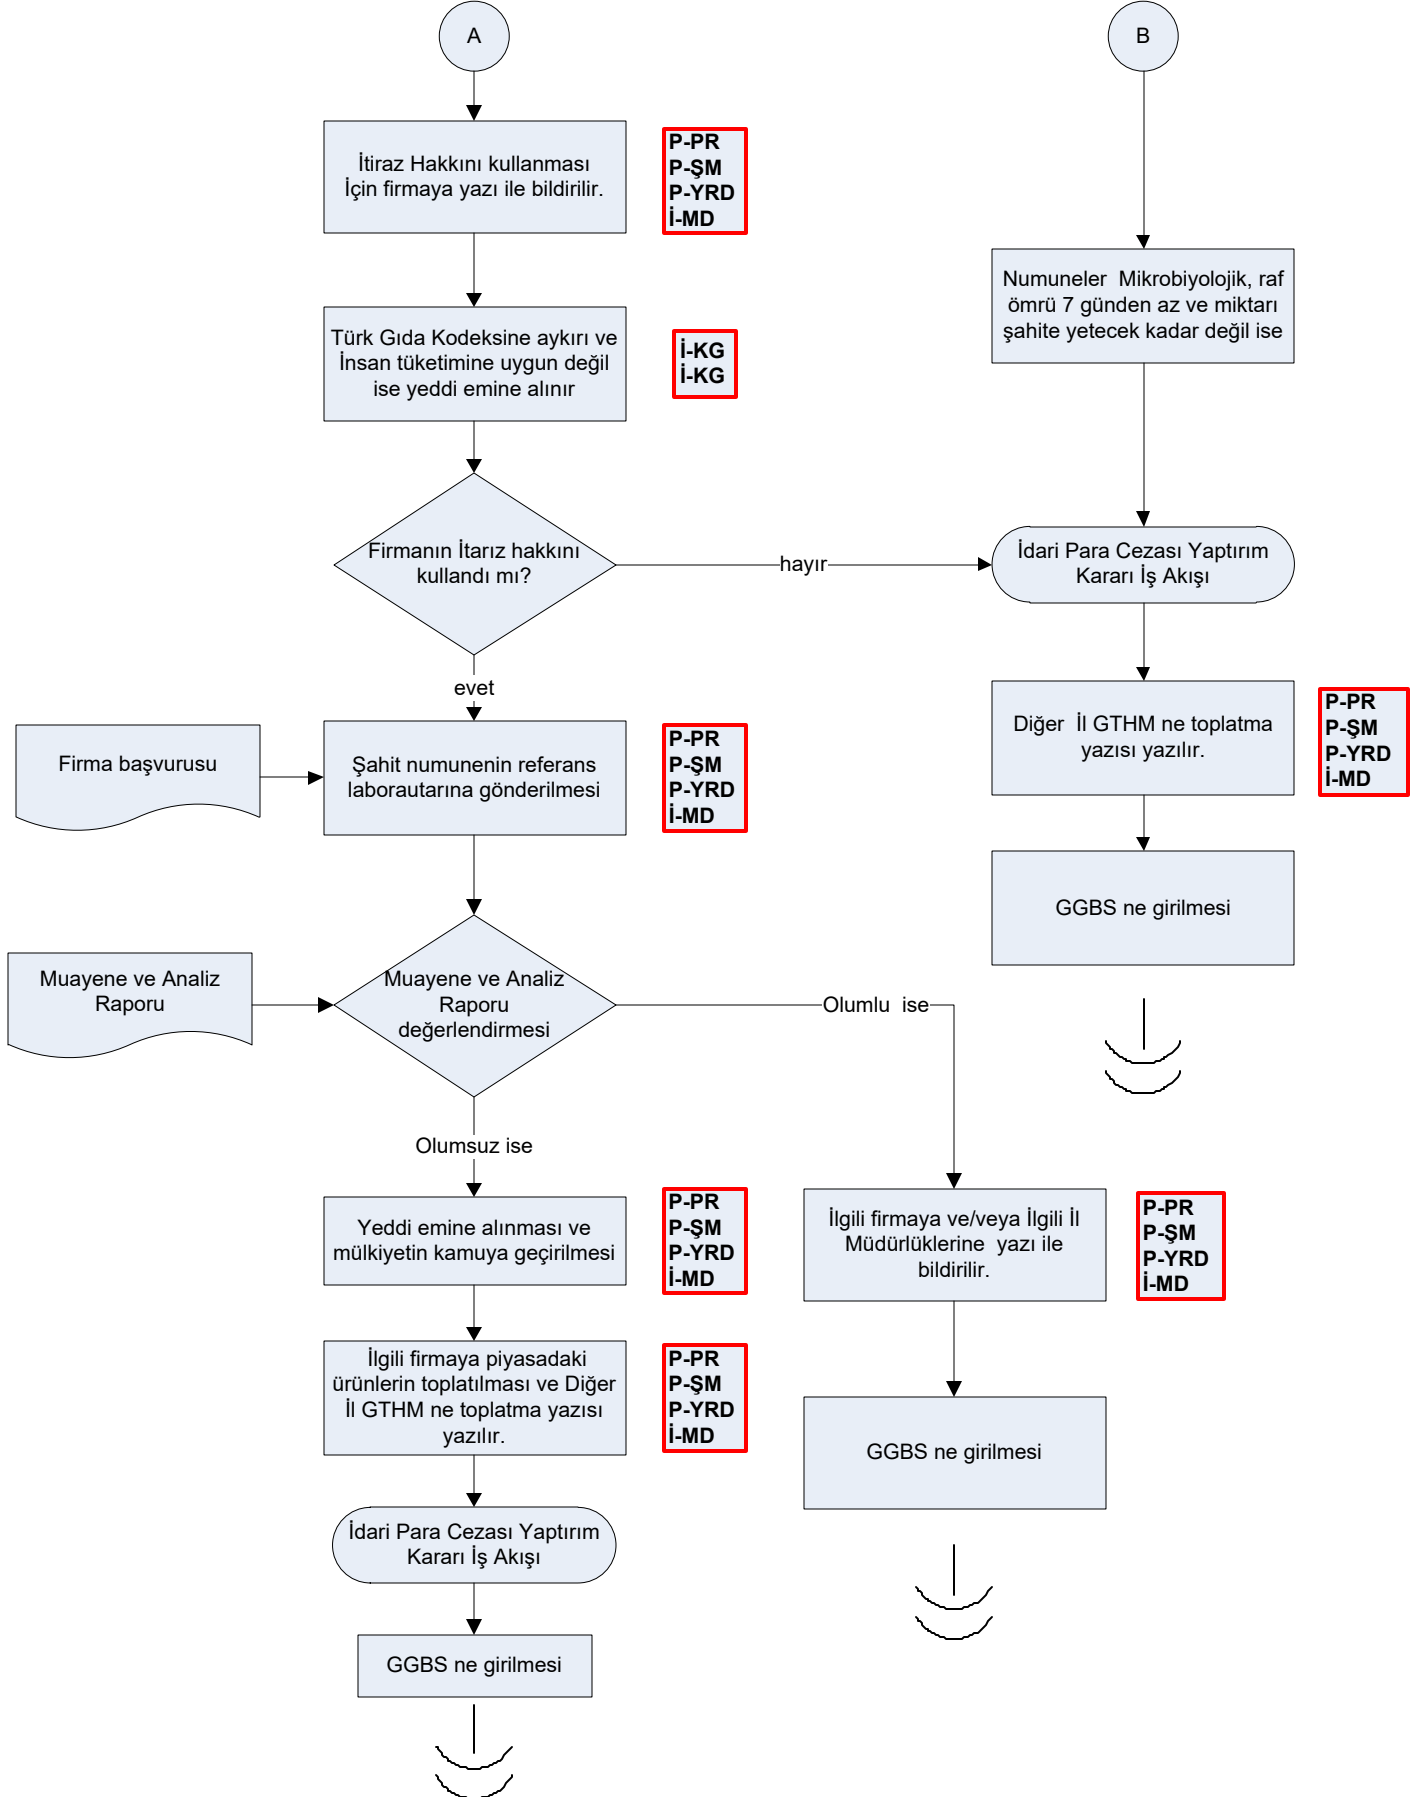 A
B
İtiraz Hakkını kullanması
İçin firmaya yazı ile bildirilir.
P-PR
P-ŞM
P-YRD
İ-MD
Numuneler  Mikrobiyolojik, raf
ömrü 7 günden az ve miktarı
şahite yetecek kadar değil ise
Türk Gıda Kodeksine aykırı ve
İnsan tüketimine uygun değil
ise yeddi emine alınır
İ-KG
İ-KG
Firmanın İtarız hakkını
kullandı mı?
hayır
İdari Para Cezası Yaptırım
Kararı İş Akışı
evet
Diğer  İl GTHM ne toplatma
yazısı yazılır.
P-PR
P-ŞM
P-YRD
İ-MD
Firma başvurusu
Şahit numunenin referans
laborautarına gönderilmesi
P-PR
P-ŞM
P-YRD
İ-MD
GGBS ne girilmesi
Muayene ve Analiz
Raporu
Muayene ve Analiz
Raporu
değerlendirmesi
Olumlu  ise
Olumsuz ise
Yeddi emine alınması ve
mülkiyetin kamuya geçirilmesi
P-PR
P-ŞM
P-YRD
İ-MD
İlgili firmaya ve/veya İlgili İl
Müdürlüklerine  yazı ile
bildirilir.
P-PR
P-ŞM
P-YRD
İ-MD
İlgili firmaya piyasadaki
ürünlerin toplatılması ve Diğer
İl GTHM ne toplatma yazısı
yazılır.
P-PR
P-ŞM
P-YRD
İ-MD
GGBS ne girilmesi
İdari Para Cezası Yaptırım
Kararı İş Akışı
GGBS ne girilmesi